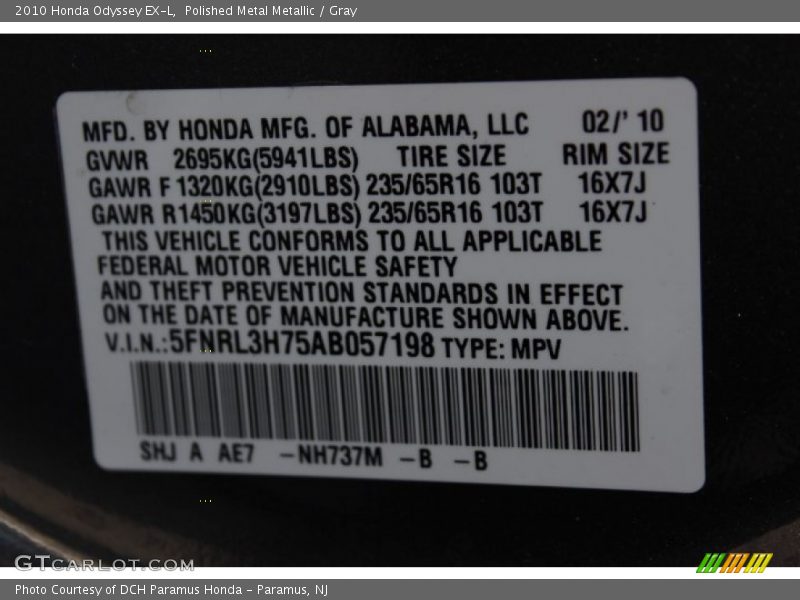 2010 Honda Odyssey EX-L,  Polished Metal Metallic / Gray
MFD. BY HONDA MFG. OF ALABAMA, LLC 02/' 10
GVWR 2695KG(5941LBS) TIRE SIZE RIM SIZE
GAWR F 1320KG(2910LBS) 235/65R16 103T 16X7J
GAWR R1450KG(3197LBS) 235/65R16 103T 16X7J
THIS VEHICLE CONFORMS TO ALL APPLICABLE
FEDERAL MOTOR VEHICLE SAFETY
AND THEFT PREVENTION STANDARDS IN EFFECT
ON THE DATE OF MANUFACTURE SHOWN ABOVE.
V.I.N.:5FNRL3H75AB057198 TYPE: MPV
SHJ A AE7 -NH737M -B -B
GTCARLOT.COM
Photo Courtesy of DCH Paramus Honda - Paramus, NJ